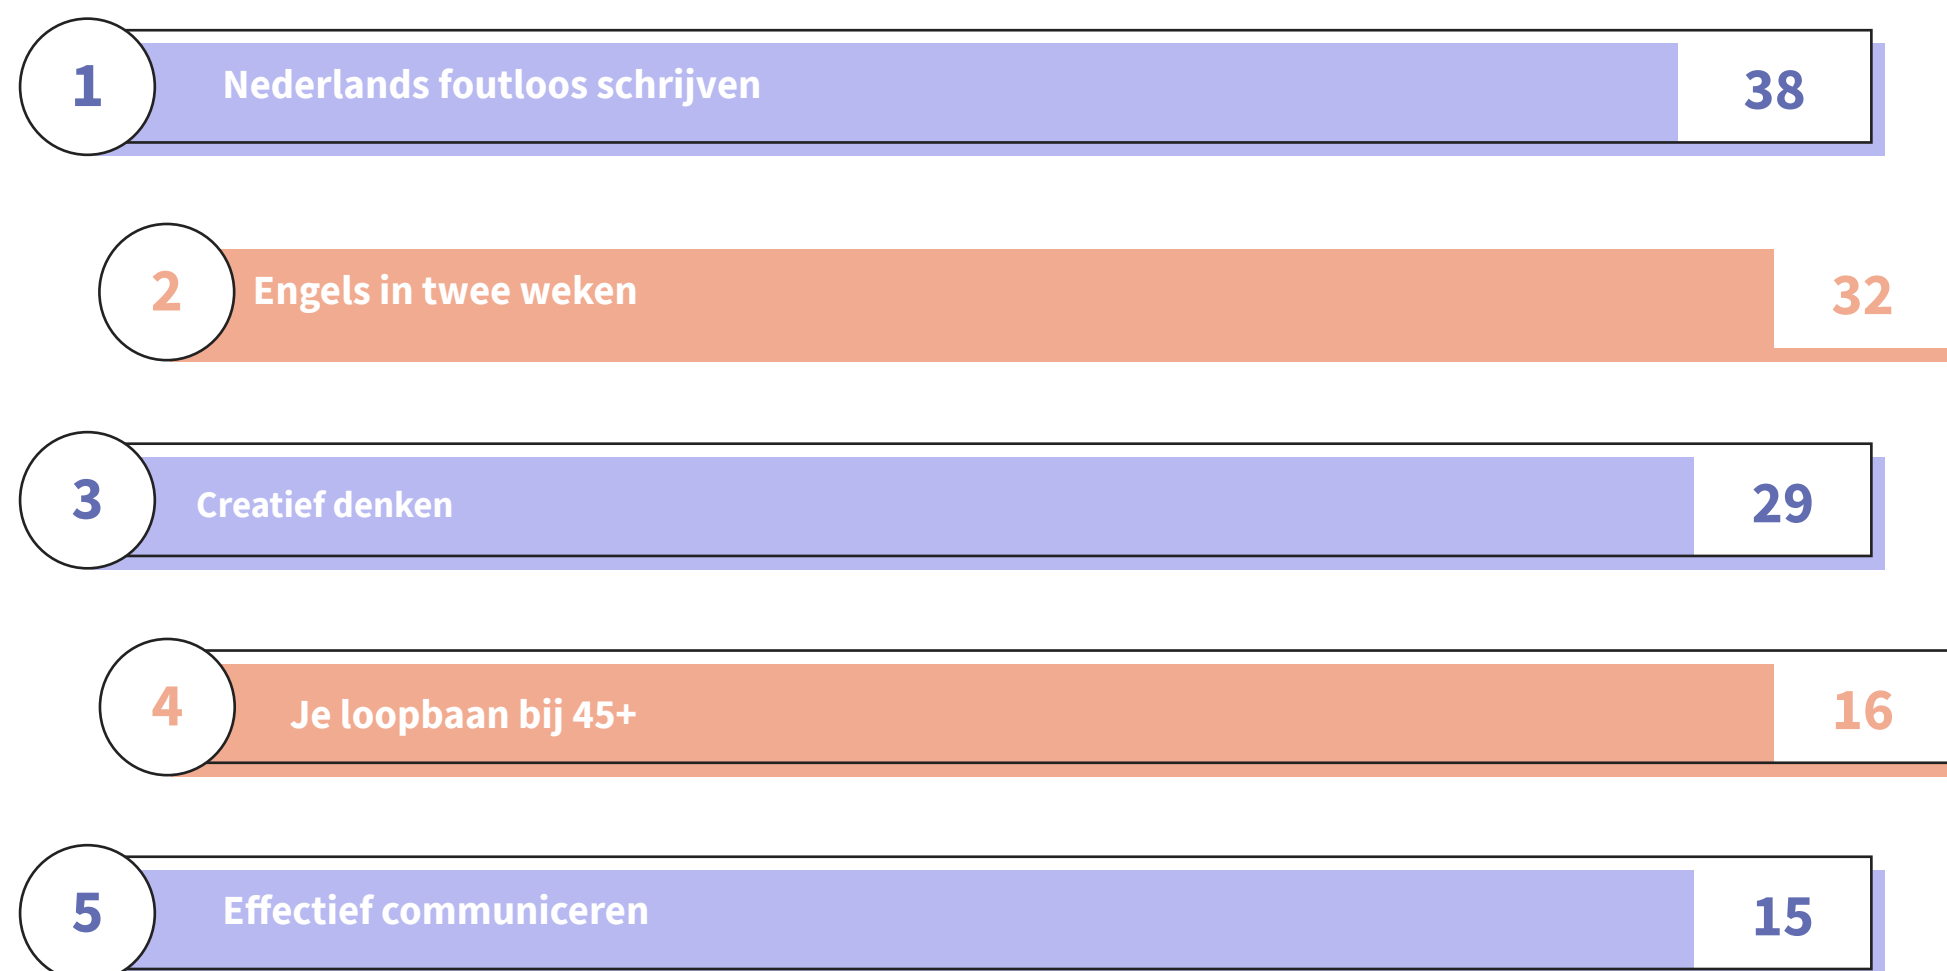 1 Nederlands foutloos schrijven 38
2 Engels in twee weken 32
3 Creatief denken 29
4 Je loopbaan bij 45+ 16
5 Effectief communiceren 15